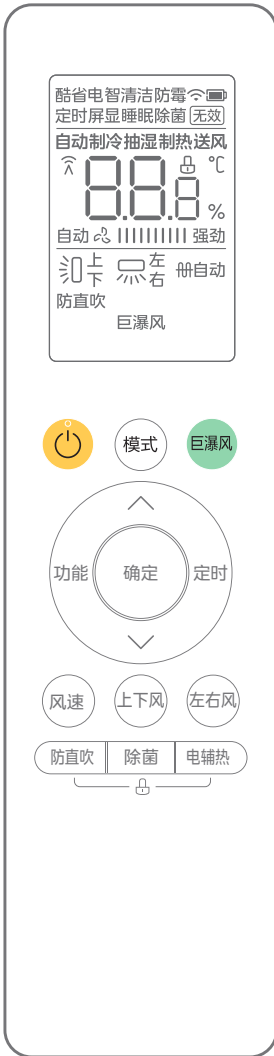 酷省电智清洁防霉
定时屏显睡眠除菌 无效
自动制冷抽湿制热送风
88.8 ℃
%
自动 强劲
上下 左右 自动
防直吹
巨瀑风
模式 巨瀑风
功能 确定 定时
风速 上下风 左右风
防直吹 除菌 电辅热